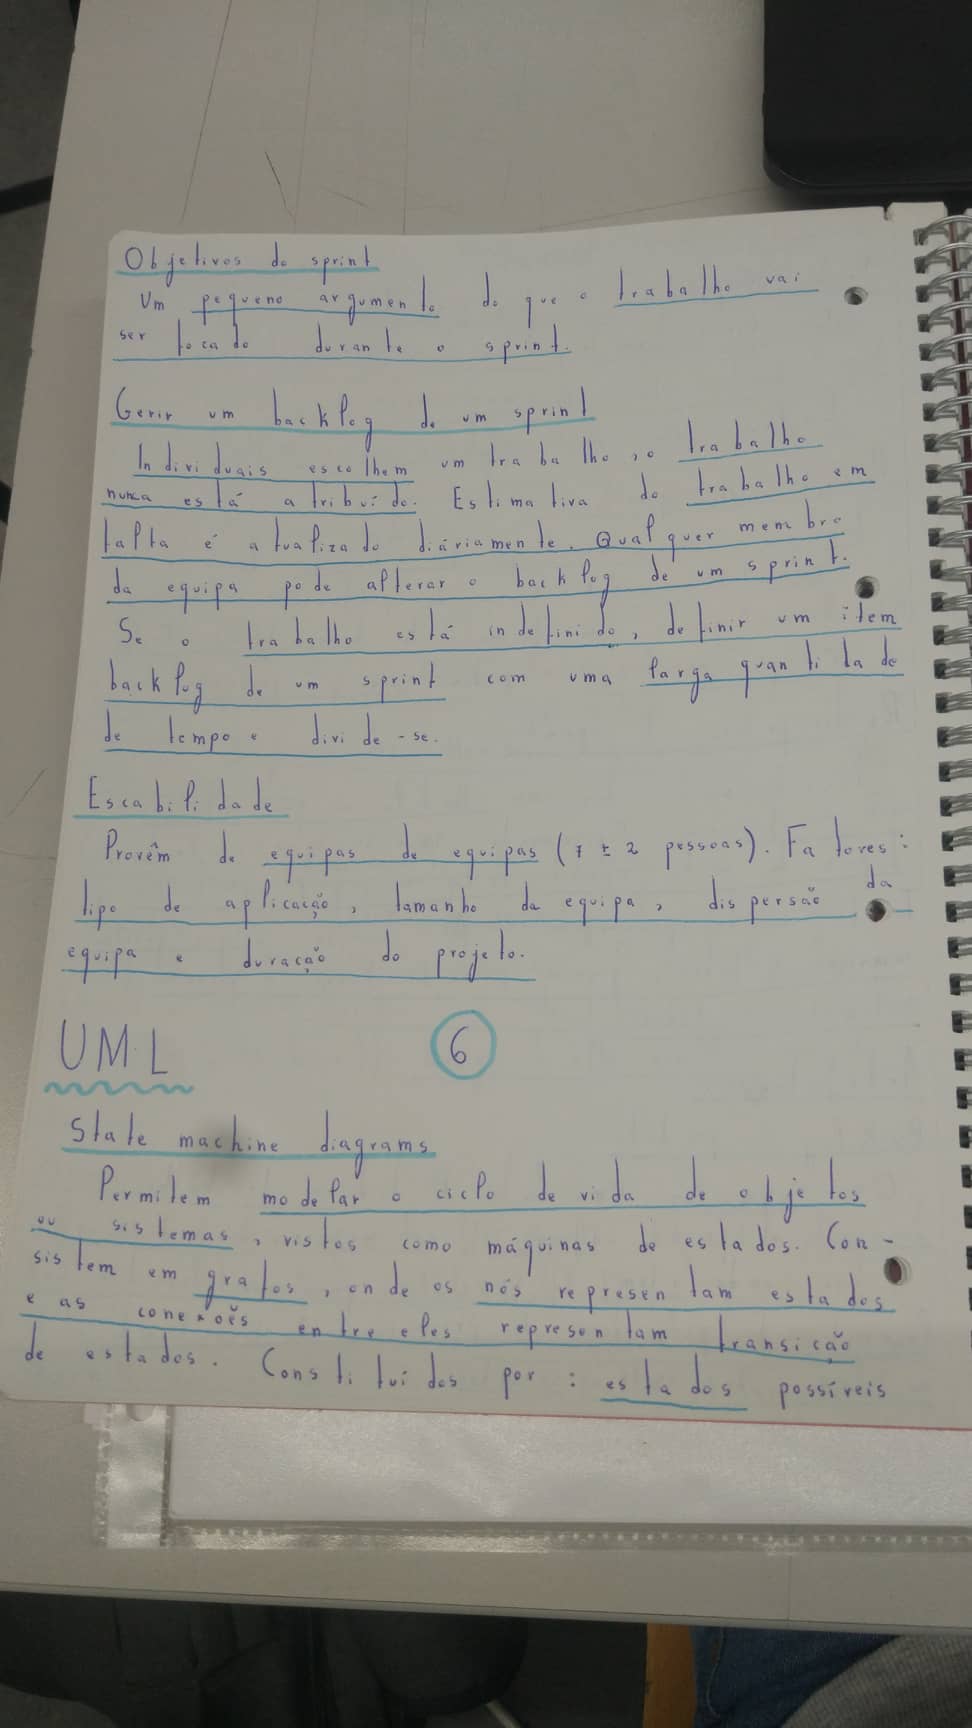 Objetivos do sprint
Um pequeno argumento do que o trabalho vai
ser focado durante o sprint.
Gerir um backlog de um sprint
Individuais escolhem um trabalho, o trabalho
nunca está atribuído. Estimativa do trabalho em
falta é atualizado diáriamente. Qualquer membro
da equipa pode alterar o backlog de um sprint.
Se o trabalho está indefinido, definir um item
backlog de um sprint com uma larga quantidade
de tempo e divide-se.
Escabilidade
Provêm de equipas de equipas (7 ± 2 pessoas). Fatores:
tipo de aplicação, tamanho da equipa, dispersão da
equipa e duração do projeto.
UML 6
State machine diagrams
Permitem modelar o ciclo de vida de objetos
ou sistemas, vistos como máquinas de estados. Con-
sistem em grafos, onde os nós representam estados
e as conexões entre eles representam transição
de estados. Constituídos por: estados possíveis